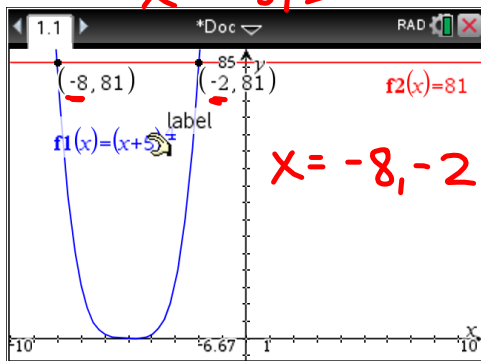 1.1 *Doc RAD
85 y
(-8,81) (-2,81) f2(x)=81
label
f1(x)=(x+5)
x = -8, -2
x
-10 -6.67 1 10